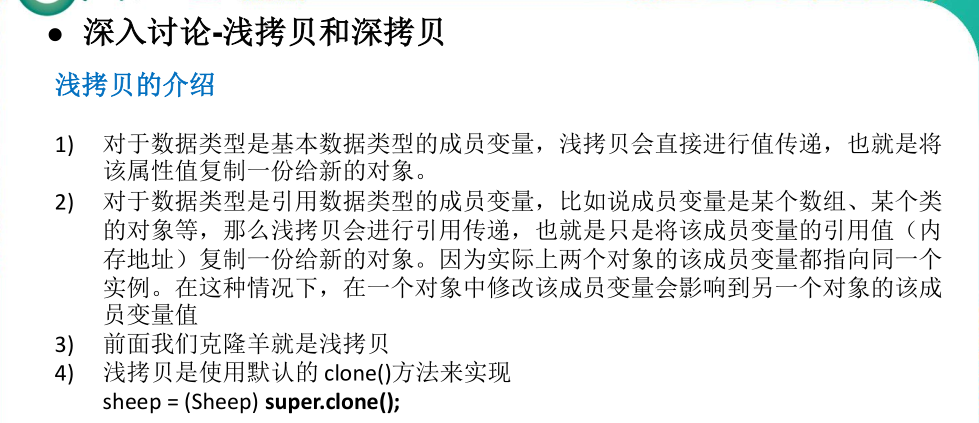 ● 深入讨论-浅拷贝和深拷贝
浅拷贝的介绍
1) 对于数据类型是基本数据类型的成员变量，浅拷贝会直接进行值传递，也就是将
该属性值复制一份给新的对象。
2) 对于数据类型是引用数据类型的成员变量，比如说成员变量是某个数组、某个类
的对象等，那么浅拷贝会进行引用传递，也就是只是将该成员变量的引用值（内
存地址）复制一份给新的对象。因为实际上两个对象的该成员变量都指向同一个
实例。在这种情况下，在一个对象中修改该成员变量会影响到另一个对象的该成
员变量值
3) 前面我们克隆羊就是浅拷贝
4) 浅拷贝是使用默认的 clone()方法来实现
sheep = (Sheep) super.clone();